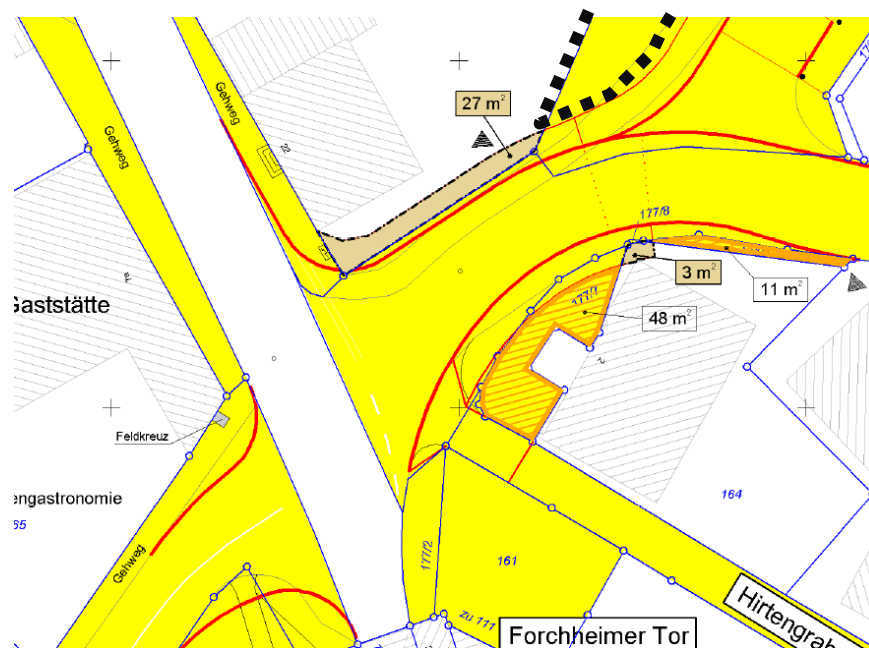 Gehweg
Gehweg
22
27 m²
177/8
3 m²
11 m²
177/7
48 m²
Gaststätte
Feldkreuz
engastronomie
65
Gehweg
164
161
177/2
zu 111
Forchheimer Tor
Hirtengrab